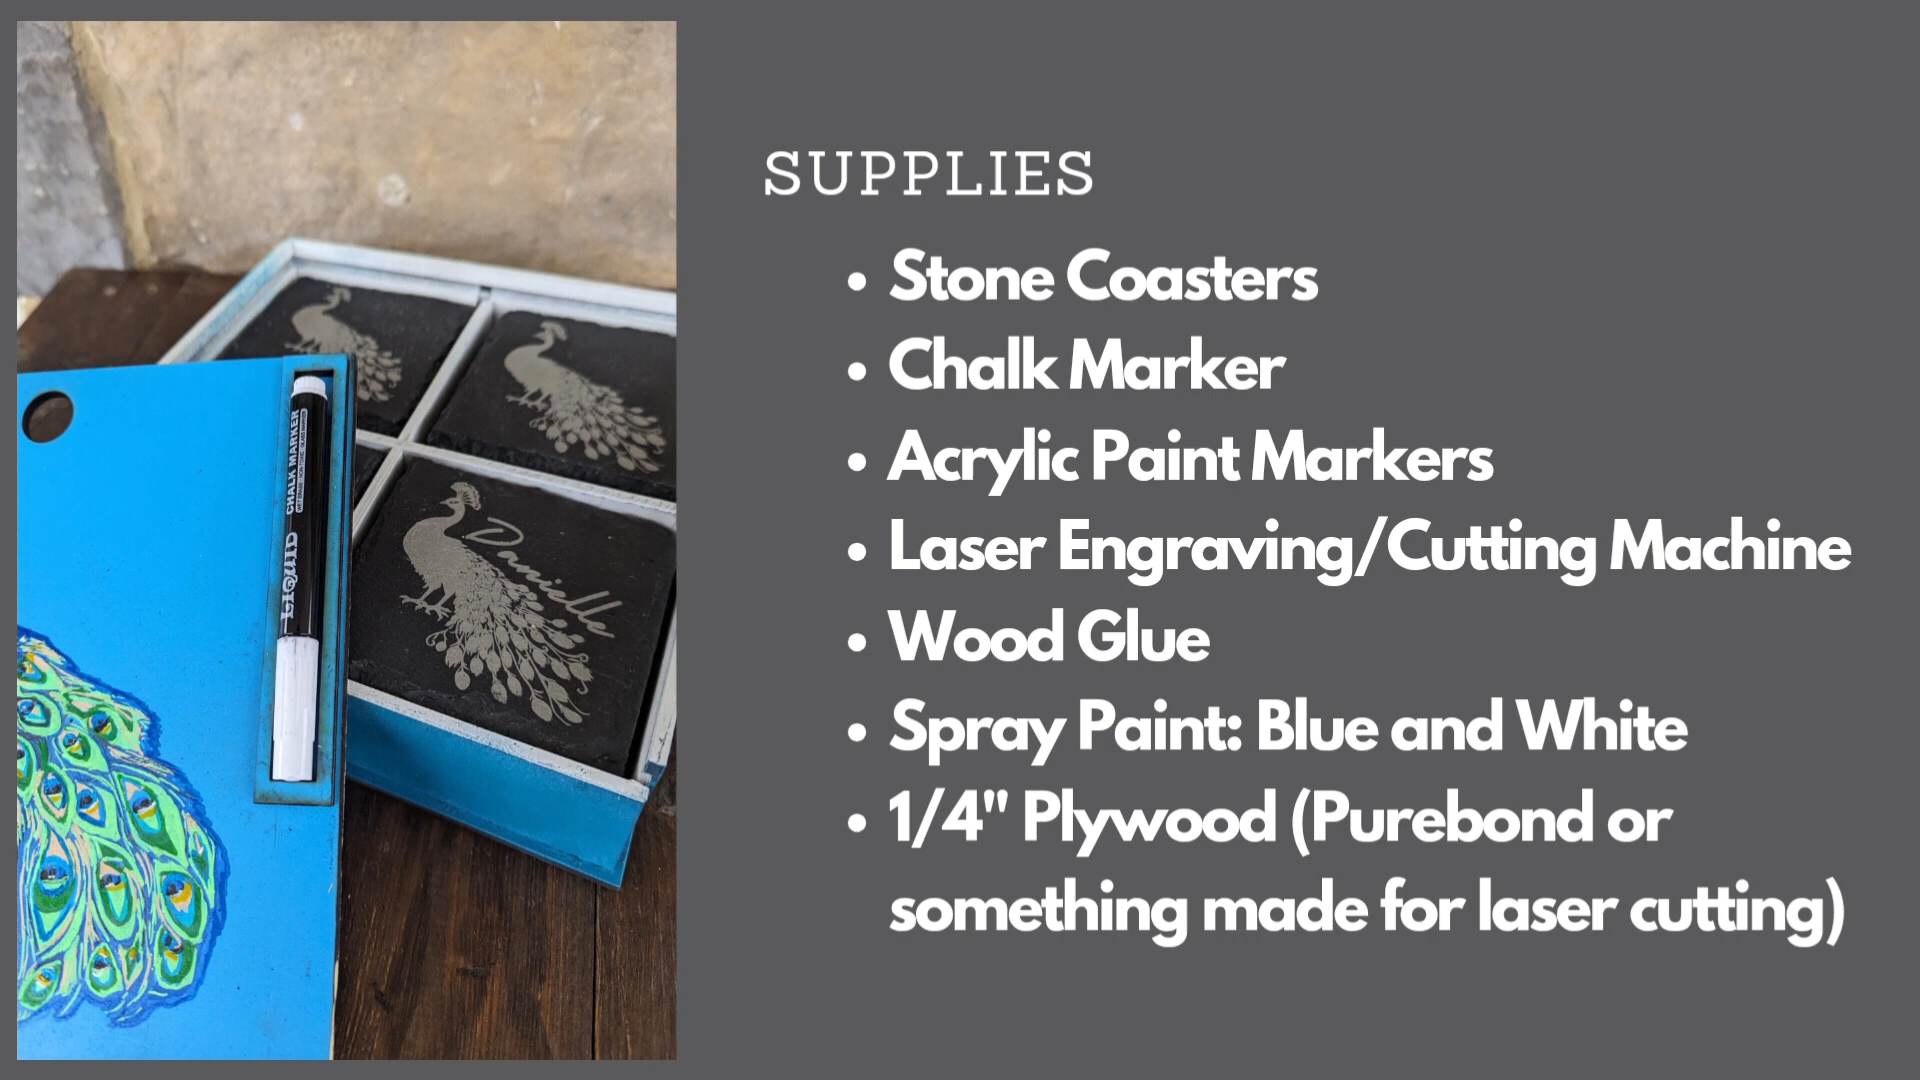 SUPPLIES
• Stone Coasters
• Chalk Marker
• Acrylic Paint Markers
• Laser Engraving/Cutting Machine
• Wood Glue
• Spray Paint: Blue and White
• 1/4" Plywood (Purebond or
something made for laser cutting)
LIQUID CHALK MARKER
Danielle